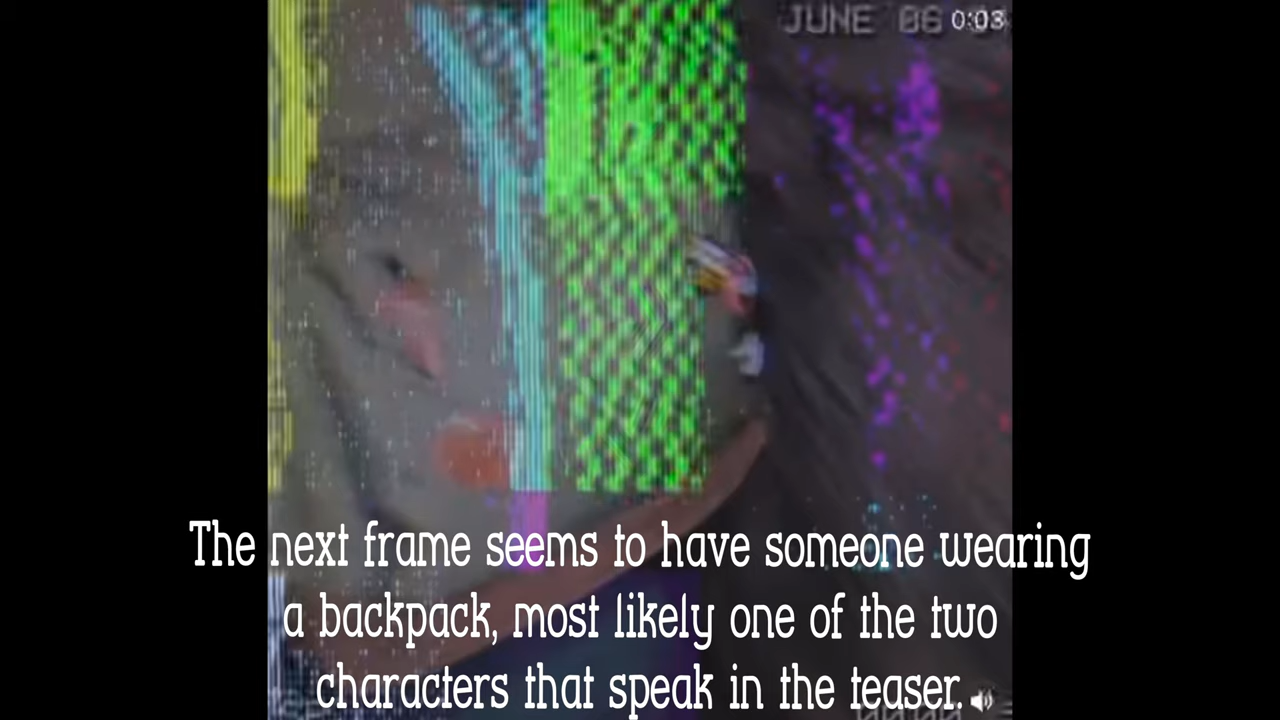 JUNE 06 0:03
The next frame seems to have someone wearing
a backpack, most likely one of the two
characters that speak in the teaser.